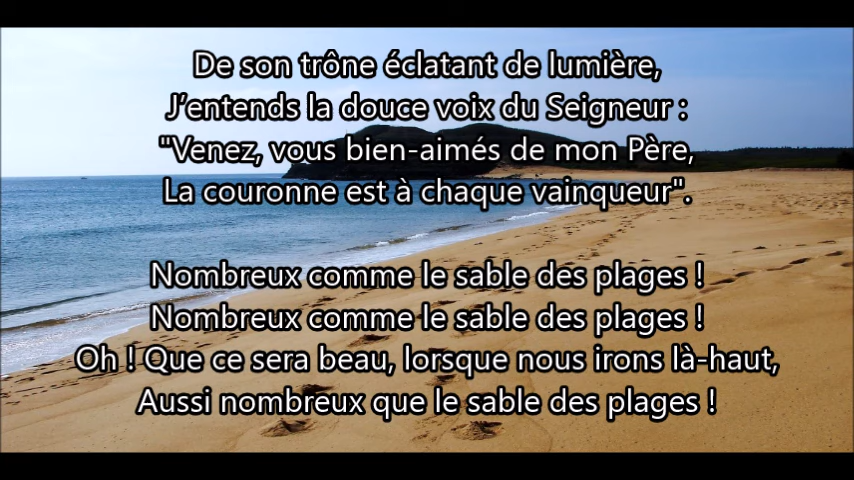 De son trône éclatant de lumière,
J’entends la douce voix du Seigneur :
"Venez, vous bien-aimés de mon Père,
La couronne est à chaque vainqueur".
Nombreux comme le sable des plages !
Nombreux comme le sable des plages !
Oh ! Que ce sera beau, lorsque nous irons là-haut,
Aussi nombreux que le sable des plages !